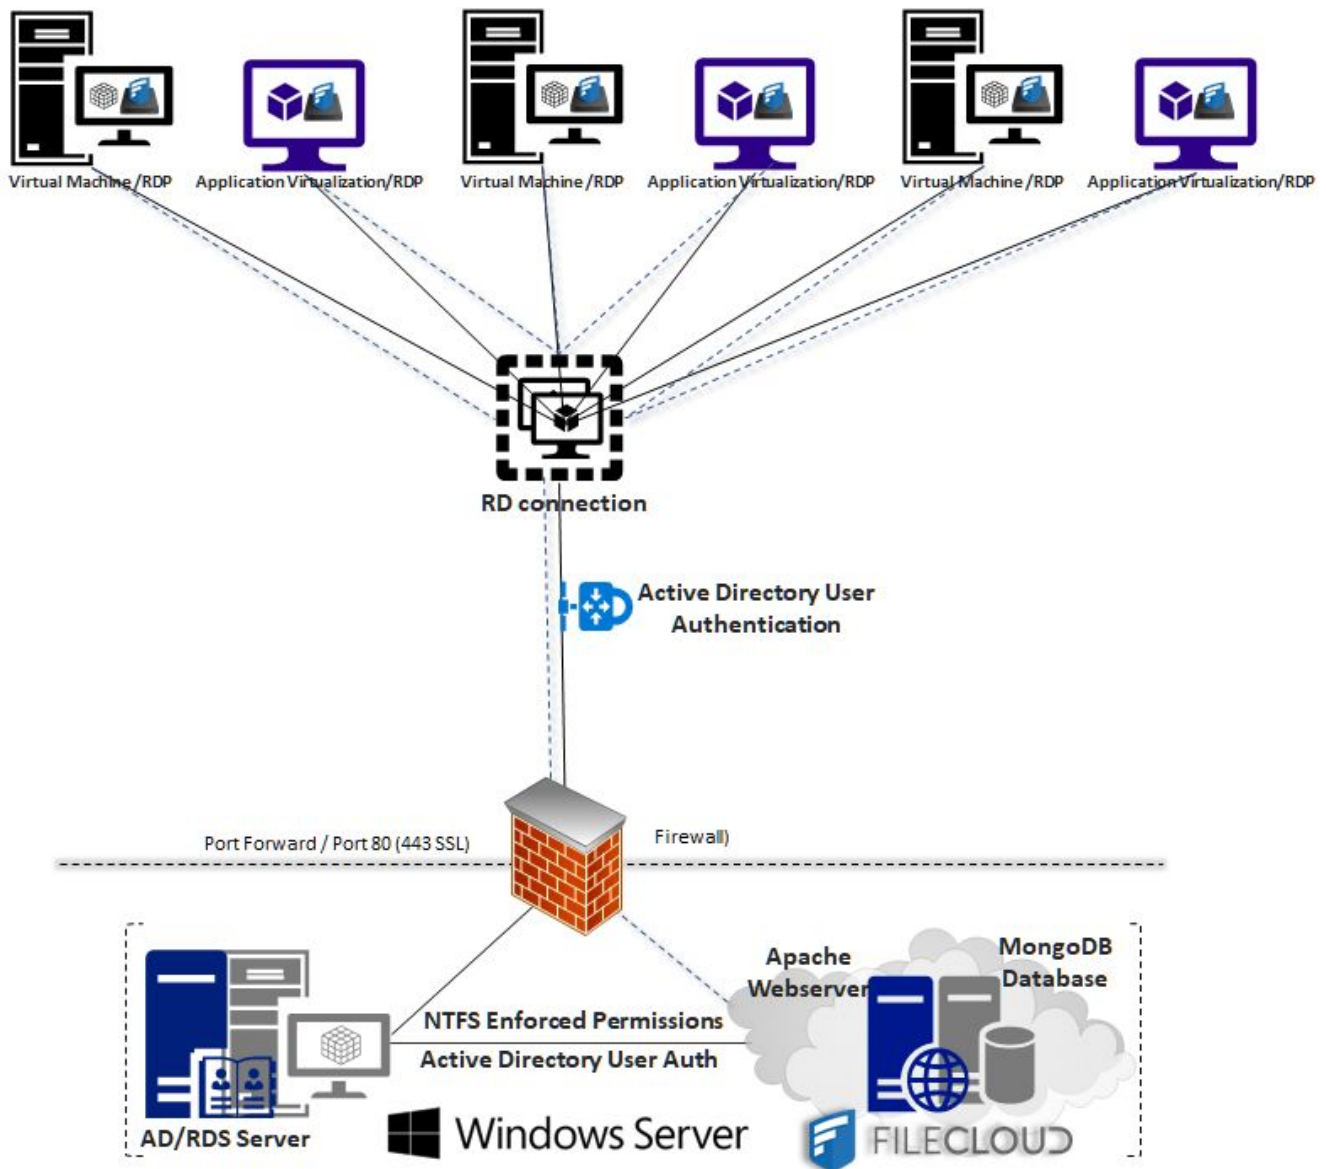 Virtual Machine /RDP
Application Virtualization/RDP
Virtual Machine /RDP
Application Virtualization/RDP
Virtual Machine /RDP
Application Virtualization/RDP
RD connection
Active Directory User
Authentication
Port Forward / Port 80 (443 SSL)
Firewall)
Apache
Webserver
MongoDB
Database
NTFS Enforced Permissions
Active Directory User Auth
AD/RDS Server
Windows Server
FILECLOUD